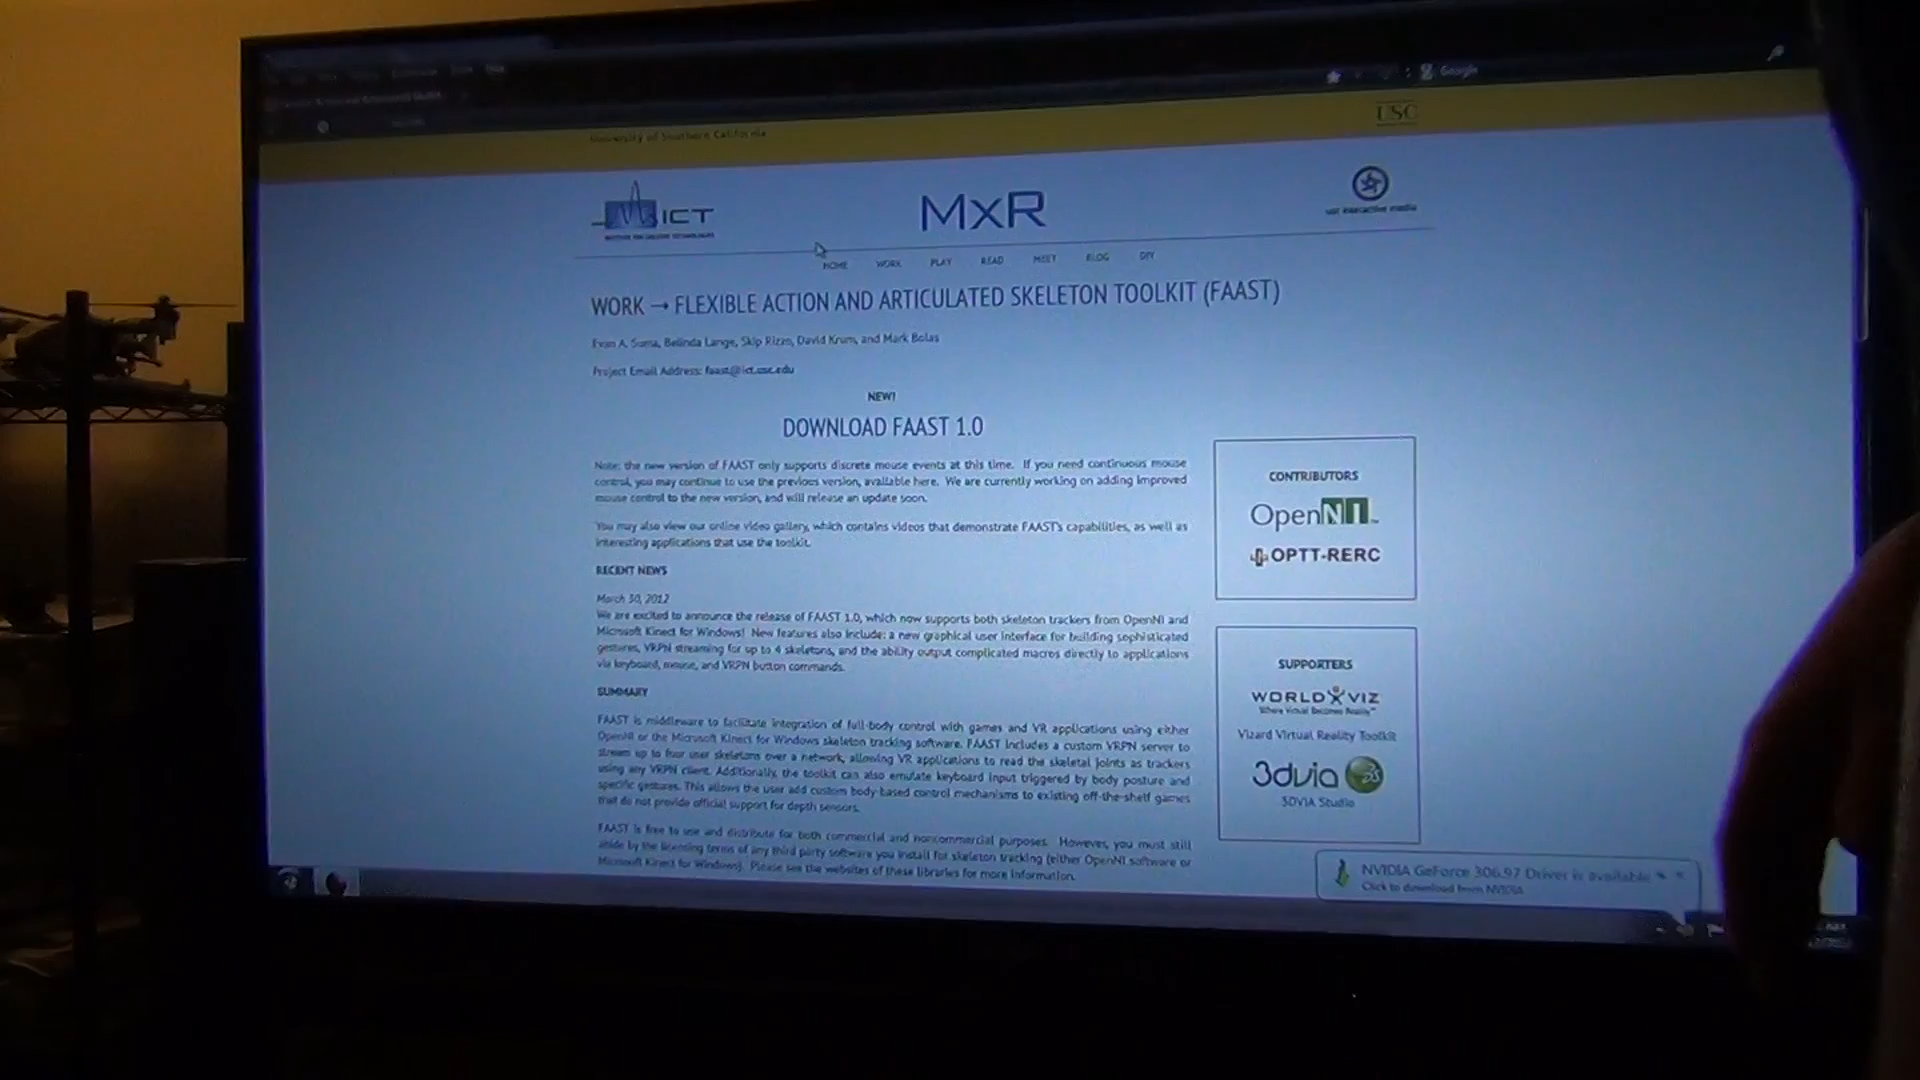 Google
University of Southern California
USC
ICT
MxR
HOME WORK PLAY READ MEET BLOG DIY
WORK → FLEXIBLE ACTION AND ARTICULATED SKELETON TOOLKIT (FAAST)
Evan A. Suma, Belinda Lange, Skip Rizzo, David Krum, and Mark Bolas
Project Email Address: faast@ict.usc.edu
NEW!
DOWNLOAD FAAST 1.0
Note: the new version of FAAST only supports discrete mouse events at this time. If you need continuous mouse
control, you may continue to use the previous version, available here. We are currently working on adding improved
mouse control to the new version, and will release an update soon.
You may also view our online video gallery, which contains videos that demonstrate FAAST's capabilities, as well as
interesting applications that use the toolkit.
RECENT NEWS
March 30, 2012
We are excited to announce the release of FAAST 1.0, which now supports both skeleton trackers from OpenNI and
Microsoft Kinect for Windows! New features also include: a new graphical user interface for building sophisticated
gestures, VRPN streaming for up to 4 skeletons, and the ability output complicated macros directly to applications
via keyboard, mouse, and VRPN button commands.
SUMMARY
FAAST is middleware to facilitate integration of full-body control with games and VR applications using either
OpenNI or the Microsoft Kinect for Windows skeleton tracking software. FAAST includes a custom VRPN server to
stream up to four user skeletons over a network, allowing VR applications to read the skeletal joints as trackers
using any VRPN client. Additionally, the toolkit can also emulate keyboard input triggered by body posture and
specific gestures. This allows the user add custom body-based control mechanisms to existing off-the-shelf games
that do not provide official support for depth sensors.
FAAST is free to use and distribute for both commercial and noncommercial purposes. However, you must still
abide by the licensing terms of any third party software you install for skeleton tracking (either OpenNI software or
Microsoft Kinect for Windows). Please see the websites of these libraries for more information.
CONTRIBUTORS
OpenNI
OPTT-RERC
SUPPORTERS
WORLDVIZ
Where Virtual Becomes Reality
Vizard Virtual Reality Toolkit
3dvia
3DVIA Studio
NVIDIA GeForce 306.97 Driver is available
Click to download from NVIDIA